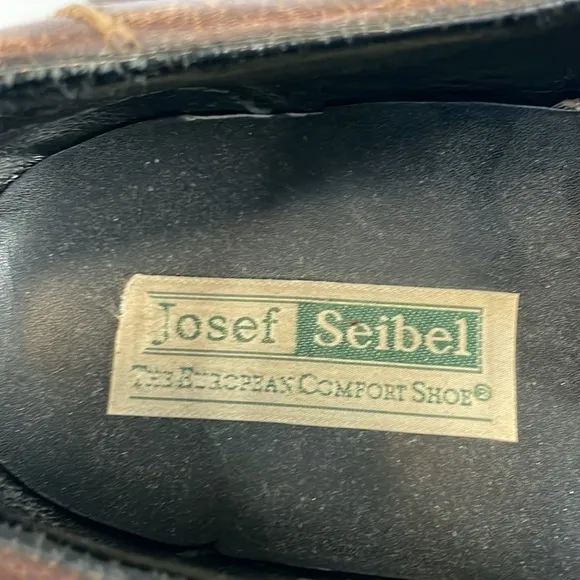 Josef Seibel
THE EUROPEAN COMFORT SHOE®